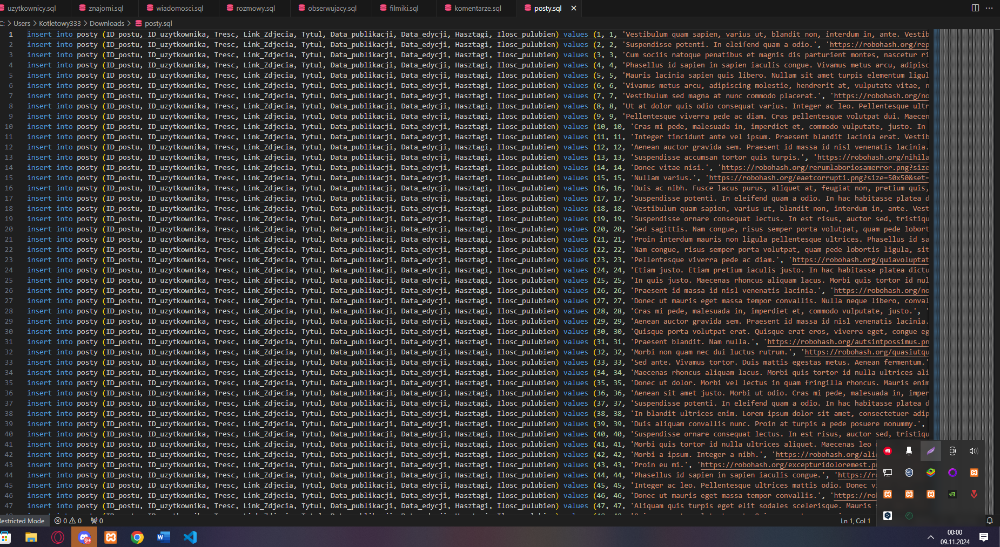 uzytkownicy.sql znajomi.sql wiadomosci.sql rozmowy.sql obserwujacy.sql filmiki.sql komentarze.sql posty.sql
C: > Users > Kotletowy333 > Downloads > posty.sql
1 insert into posty (ID_postu, ID_uzytkownika, Tresc, Link_Zdjecia, Tytul, Data_publikacji, Data_edycji, Hasztagi, Ilosc_pulubien) values (1, 1, 'Vestibulum quam sapien, varius ut, blandit non, interdum in, ante. Vestib
2 insert into posty (ID_postu, ID_uzytkownika, Tresc, Link_Zdjecia, Tytul, Data_publikacji, Data_edycji, Hasztagi, Ilosc_pulubien) values (2, 2, 'Suspendisse potenti. In eleifend quam a odio.', 'https://robohash.org/rep
3 insert into posty (ID_postu, ID_uzytkownika, Tresc, Link_Zdjecia, Tytul, Data_publikacji, Data_edycji, Hasztagi, Ilosc_pulubien) values (3, 3, 'Cum sociis natoque penatibus et magnis dis parturient montes, nascetur ri
4 insert into posty (ID_postu, ID_uzytkownika, Tresc, Link_Zdjecia, Tytul, Data_publikacji, Data_edycji, Hasztagi, Ilosc_pulubien) values (4, 4, 'Phasellus id sapien in sapien iaculis congue. Vivamus metus arcu, adipisc
5 insert into posty (ID_postu, ID_uzytkownika, Tresc, Link_Zdjecia, Tytul, Data_publikacji, Data_edycji, Hasztagi, Ilosc_pulubien) values (5, 5, 'Mauris lacinia sapien quis libero. Nullam sit amet turpis elementum ligul
6 insert into posty (ID_postu, ID_uzytkownika, Tresc, Link_Zdjecia, Tytul, Data_publikacji, Data_edycji, Hasztagi, Ilosc_pulubien) values (6, 6, 'Vivamus metus arcu, adipiscing molestie, hendrerit at, vulputate vitae, n
7 insert into posty (ID_postu, ID_uzytkownika, Tresc, Link_Zdjecia, Tytul, Data_publikacji, Data_edycji, Hasztagi, Ilosc_pulubien) values (7, 7, 'Vestibulum sed magna at nunc commodo placerat.', 'https://robohash.org/no
8 insert into posty (ID_postu, ID_uzytkownika, Tresc, Link_Zdjecia, Tytul, Data_publikacji, Data_edycji, Hasztagi, Ilosc_pulubien) values (8, 8, 'Ut at dolor quis odio consequat varius. Integer ac leo. Pellentesque ultr
9 insert into posty (ID_postu, ID_uzytkownika, Tresc, Link_Zdjecia, Tytul, Data_publikacji, Data_edycji, Hasztagi, Ilosc_pulubien) values (9, 9, 'Pellentesque viverra pede ac diam. Cras pellentesque volutpat dui. Maecen
10 insert into posty (ID_postu, ID_uzytkownika, Tresc, Link_Zdjecia, Tytul, Data_publikacji, Data_edycji, Hasztagi, Ilosc_pulubien) values (10, 10, 'Cras mi pede, malesuada in, imperdiet et, commodo vulputate, justo. In
11 insert into posty (ID_postu, ID_uzytkownika, Tresc, Link_Zdjecia, Tytul, Data_publikacji, Data_edycji, Hasztagi, Ilosc_pulubien) values (11, 11, 'Integer tincidunt ante vel ipsum. Praesent blandit lacinia erat. Vestib
12 insert into posty (ID_postu, ID_uzytkownika, Tresc, Link_Zdjecia, Tytul, Data_publikacji, Data_edycji, Hasztagi, Ilosc_pulubien) values (12, 12, 'Aenean auctor gravida sem. Praesent id massa id nisl venenatis lacinia.
13 insert into posty (ID_postu, ID_uzytkownika, Tresc, Link_Zdjecia, Tytul, Data_publikacji, Data_edycji, Hasztagi, Ilosc_pulubien) values (13, 13, 'Suspendisse accumsan tortor quis turpis.', 'https://robohash.org/nihila
14 insert into posty (ID_postu, ID_uzytkownika, Tresc, Link_Zdjecia, Tytul, Data_publikacji, Data_edycji, Hasztagi, Ilosc_pulubien) values (14, 14, 'Donec vitae nisi.', 'https://robohash.org/rerumlaboriosamerror.png?size
15 insert into posty (ID_postu, ID_uzytkownika, Tresc, Link_Zdjecia, Tytul, Data_publikacji, Data_edycji, Hasztagi, Ilosc_pulubien) values (15, 15, 'Nullam varius.', 'https://robohash.org/eaetcorrupti.png?size=50x50&set=
16 insert into posty (ID_postu, ID_uzytkownika, Tresc, Link_Zdjecia, Tytul, Data_publikacji, Data_edycji, Hasztagi, Ilosc_pulubien) values (16, 16, 'Duis ac nibh. Fusce lacus purus, aliquet at, feugiat non, pretium quis,
17 insert into posty (ID_postu, ID_uzytkownika, Tresc, Link_Zdjecia, Tytul, Data_publikacji, Data_edycji, Hasztagi, Ilosc_pulubien) values (17, 17, 'Suspendisse potenti. In eleifend quam a odio. In hac habitasse platea d
18 insert into posty (ID_postu, ID_uzytkownika, Tresc, Link_Zdjecia, Tytul, Data_publikacji, Data_edycji, Hasztagi, Ilosc_pulubien) values (18, 18, 'Vestibulum quam sapien, varius ut, blandit non, interdum in, ante. Vest
19 insert into posty (ID_postu, ID_uzytkownika, Tresc, Link_Zdjecia, Tytul, Data_publikacji, Data_edycji, Hasztagi, Ilosc_pulubien) values (19, 19, 'Suspendisse ornare consequat lectus. In est risus, auctor sed, tristiqu
20 insert into posty (ID_postu, ID_uzytkownika, Tresc, Link_Zdjecia, Tytul, Data_publikacji, Data_edycji, Hasztagi, Ilosc_pulubien) values (20, 20, 'Sed sagittis. Nam congue, risus semper porta volutpat, quam pede lobort
21 insert into posty (ID_postu, ID_uzytkownika, Tresc, Link_Zdjecia, Tytul, Data_publikacji, Data_edycji, Hasztagi, Ilosc_pulubien) values (21, 21, 'Proin interdum mauris non ligula pellentesque ultrices. Phasellus id sa
22 insert into posty (ID_postu, ID_uzytkownika, Tresc, Link_Zdjecia, Tytul, Data_publikacji, Data_edycji, Hasztagi, Ilosc_pulubien) values (22, 22, 'Nam congue, risus semper porta volutpat, quam pede lobortis ligula, sit
23 insert into posty (ID_postu, ID_uzytkownika, Tresc, Link_Zdjecia, Tytul, Data_publikacji, Data_edycji, Hasztagi, Ilosc_pulubien) values (23, 23, 'Pellentesque viverra pede ac diam.', 'https://robohash.org/quiavoluptat
24 insert into posty (ID_postu, ID_uzytkownika, Tresc, Link_Zdjecia, Tytul, Data_publikacji, Data_edycji, Hasztagi, Ilosc_pulubien) values (24, 24, 'Etiam justo. Etiam pretium iaculis justo. In hac habitasse platea dictu
25 insert into posty (ID_postu, ID_uzytkownika, Tresc, Link_Zdjecia, Tytul, Data_publikacji, Data_edycji, Hasztagi, Ilosc_pulubien) values (25, 25, 'In quis justo. Maecenas rhoncus aliquam lacus. Morbi quis tortor id nul
26 insert into posty (ID_postu, ID_uzytkownika, Tresc, Link_Zdjecia, Tytul, Data_publikacji, Data_edycji, Hasztagi, Ilosc_pulubien) values (26, 26, 'Praesent id massa id nisl venenatis lacinia.', 'https://robohash.org/no
27 insert into posty (ID_postu, ID_uzytkownika, Tresc, Link_Zdjecia, Tytul, Data_publikacji, Data_edycji, Hasztagi, Ilosc_pulubien) values (27, 27, 'Donec ut mauris eget massa tempor convallis. Nulla neque libero, conval
28 insert into posty (ID_postu, ID_uzytkownika, Tresc, Link_Zdjecia, Tytul, Data_publikacji, Data_edycji, Hasztagi, Ilosc_pulubien) values (28, 28, 'Cras mi pede, malesuada in, imperdiet et, commodo vulputate, justo.', '
29 insert into posty (ID_postu, ID_uzytkownika, Tresc, Link_Zdjecia, Tytul, Data_publikacji, Data_edycji, Hasztagi, Ilosc_pulubien) values (29, 29, 'Aenean auctor gravida sem. Praesent id massa id nisl venenatis lacinia.
30 insert into posty (ID_postu, ID_uzytkownika, Tresc, Link_Zdjecia, Tytul, Data_publikacji, Data_edycji, Hasztagi, Ilosc_pulubien) values (30, 30, 'Quisque porta volutpat erat. Quisque erat eros, viverra eget, congue eg
31 insert into posty (ID_postu, ID_uzytkownika, Tresc, Link_Zdjecia, Tytul, Data_publikacji, Data_edycji, Hasztagi, Ilosc_pulubien) values (31, 31, 'Praesent blandit. Nam nulla.', 'https://robohash.org/autsintpossimus.pn
32 insert into posty (ID_postu, ID_uzytkownika, Tresc, Link_Zdjecia, Tytul, Data_publikacji, Data_edycji, Hasztagi, Ilosc_pulubien) values (32, 32, 'Morbi non quam nec dui luctus rutrum.', 'https://robohash.org/quasiutqu
33 insert into posty (ID_postu, ID_uzytkownika, Tresc, Link_Zdjecia, Tytul, Data_publikacji, Data_edycji, Hasztagi, Ilosc_pulubien) values (33, 33, 'Sed ante. Vivamus tortor. Duis mattis egestas metus. Aenean fermentum.'
34 insert into posty (ID_postu, ID_uzytkownika, Tresc, Link_Zdjecia, Tytul, Data_publikacji, Data_edycji, Hasztagi, Ilosc_pulubien) values (34, 34, 'Maecenas rhoncus aliquam lacus. Morbi quis tortor id nulla ultrices ali
35 insert into posty (ID_postu, ID_uzytkownika, Tresc, Link_Zdjecia, Tytul, Data_publikacji, Data_edycji, Hasztagi, Ilosc_pulubien) values (35, 35, 'Donec ut dolor. Morbi vel lectus in quam fringilla rhoncus. Mauris enim
36 insert into posty (ID_postu, ID_uzytkownika, Tresc, Link_Zdjecia, Tytul, Data_publikacji, Data_edycji, Hasztagi, Ilosc_pulubien) values (36, 36, 'Aenean sit amet justo. Morbi ut odio. Cras mi pede, malesuada in, imper
37 insert into posty (ID_postu, ID_uzytkownika, Tresc, Link_Zdjecia, Tytul, Data_publikacji, Data_edycji, Hasztagi, Ilosc_pulubien) values (37, 37, 'Suspendisse potenti. In eleifend quam a odio. In hac habitasse platea d
38 insert into posty (ID_postu, ID_uzytkownika, Tresc, Link_Zdjecia, Tytul, Data_publikacji, Data_edycji, Hasztagi, Ilosc_pulubien) values (38, 38, 'In blandit ultrices enim. Lorem ipsum dolor sit amet, consectetuer adip
39 insert into posty (ID_postu, ID_uzytkownika, Tresc, Link_Zdjecia, Tytul, Data_publikacji, Data_edycji, Hasztagi, Ilosc_pulubien) values (39, 39, 'Duis aliquam convallis nunc. Proin at turpis a pede posuere nonummy.',
40 insert into posty (ID_postu, ID_uzytkownika, Tresc, Link_Zdjecia, Tytul, Data_publikacji, Data_edycji, Hasztagi, Ilosc_pulubien) values (40, 40, 'Suspendisse ornare consequat lectus. In est risus, auctor sed, tristiqu
41 insert into posty (ID_postu, ID_uzytkownika, Tresc, Link_Zdjecia, Tytul, Data_publikacji, Data_edycji, Hasztagi, Ilosc_pulubien) values (41, 41, 'Morbi quis tortor id nulla ultrices aliquet. Maecenas leo
42 insert into posty (ID_postu, ID_uzytkownika, Tresc, Link_Zdjecia, Tytul, Data_publikacji, Data_edycji, Hasztagi, Ilosc_pulubien) values (42, 42, 'Morbi a ipsum. Integer a nibh.', 'https://robohash.org/ali
43 insert into posty (ID_postu, ID_uzytkownika, Tresc, Link_Zdjecia, Tytul, Data_publikacji, Data_edycji, Hasztagi, Ilosc_pulubien) values (43, 43, 'Proin eu mi.', 'https://robohash.org/excepturidoloremest.p
44 insert into posty (ID_postu, ID_uzytkownika, Tresc, Link_Zdjecia, Tytul, Data_publikacji, Data_edycji, Hasztagi, Ilosc_pulubien) values (44, 44, 'Phasellus id sapien in sapien iaculis congue.', 'https://r
45 insert into posty (ID_postu, ID_uzytkownika, Tresc, Link_Zdjecia, Tytul, Data_publikacji, Data_edycji, Hasztagi, Ilosc_pulubien) values (45, 45, 'Integer ac leo. Pellentesque ultrices mattis odio. Donec v
46 insert into posty (ID_postu, ID_uzytkownika, Tresc, Link_Zdjecia, Tytul, Data_publikacji, Data_edycji, Hasztagi, Ilosc_pulubien) values (46, 46, 'Donec ut mauris eget massa tempor convallis.', 'https://ro
47 insert into posty (ID_postu, ID_uzytkownika, Tresc, Link_Zdjecia, Tytul, Data_publikacji, Data_edycji, Hasztagi, Ilosc_pulubien) values (47, 47, 'Aliquam quis turpis eget elit sodales scelerisque. Mauris
Restricted Mode 0 0 0 Ln 1, Col 1
9+
00:00
09.11.2024